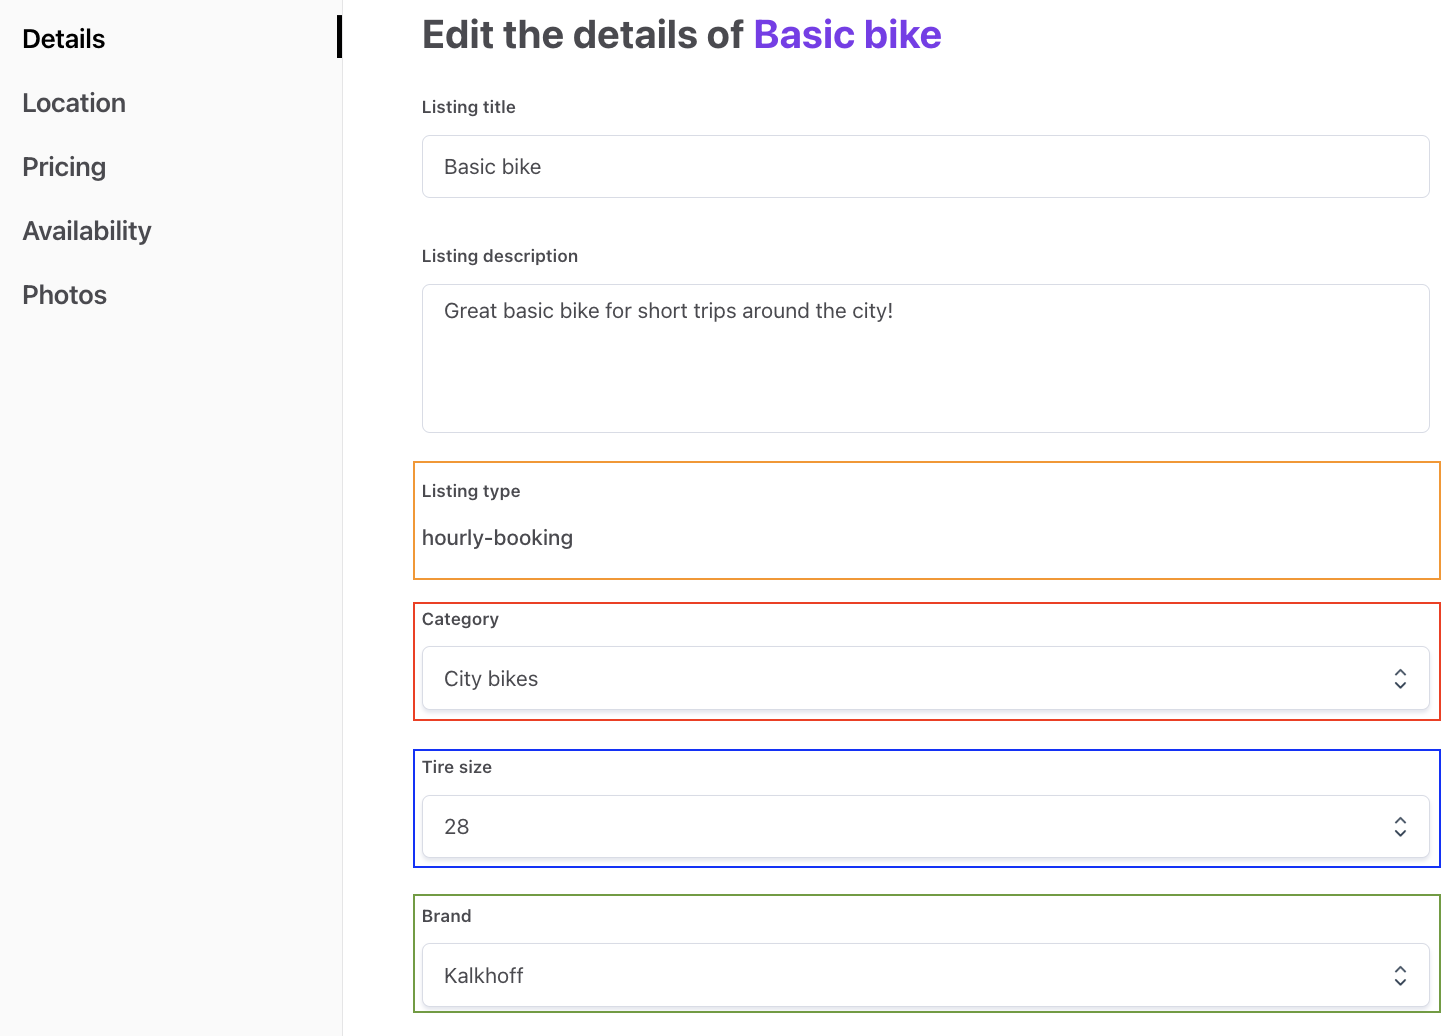 Details
Location
Pricing
Availability
Photos
Edit the details of Basic bike
Listing title
Basic bike
Listing description
Great basic bike for short trips around the city!
Listing type
hourly-booking
Category
City bikes
Tire size
28
Brand
Kalkhoff